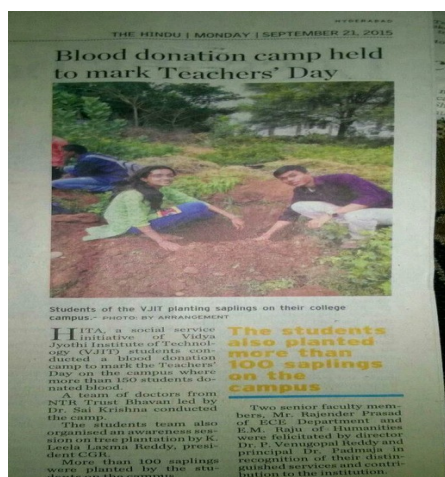 HYDERABAD
THE HINDU | MONDAY | SEPTEMBER 21, 2015
Blood donation camp held
to mark Teachers' Day
Students of the VJIT planting saplings on their college
campus.- PHOTO: BY ARRANGEMENT
HITA, a social service
initiative of Vidya
Jyothi Institute of Technol-
ogy (VJIT) students con-
ducted a blood donation
camp to mark the Teachers'
Day on the campus where
more than 150 students do-
nated blood.
A team of doctors from
NTR Trust Bhavan led by
Dr. Sai Krishna conducted
the camp.
The students team also
organised an awareness ses-
sion on tree plantation by K.
Leela Laxma Reddy, presi-
dent CGR.
More than 100 saplings
were planted by the stu-
dents on the campus.
The students
also planted
more than
100 saplings
on the
campus
Two senior faculty mem-
bers, Mr. Rajender Prasad
of ECE Department and
E.M. Raju of Humanities
were felicitated by director
Dr. P. Venugopal Reddy and
principal Dr. Padmaja in
recognition of their distin-
guished services and contri-
bution to the institution.